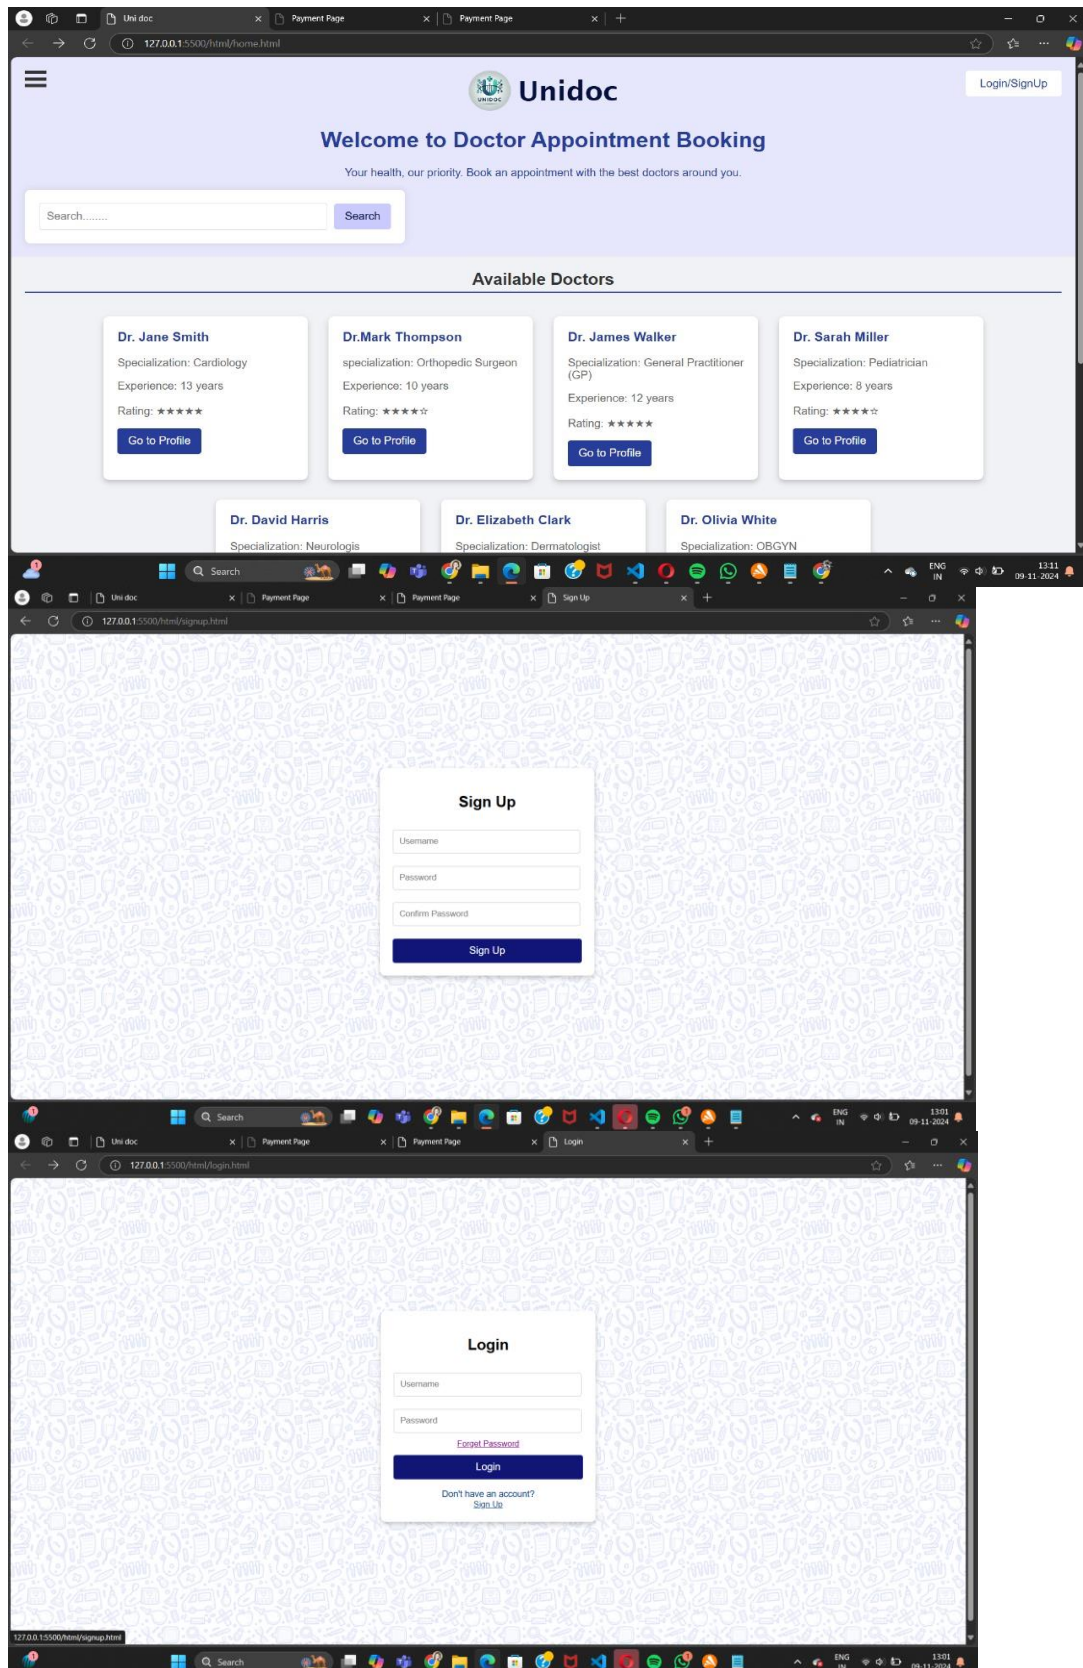 Uni doc
Payment Page
Payment Page
127.0.0.1:5500/html/home.html
UNIDOC
Unidoc
Login/SignUp
Welcome to Doctor Appointment Booking
Your health, our priority. Book an appointment with the best doctors around you.
Search........
Search
Available Doctors
Dr. Jane Smith
Specialization: Cardiology
Experience: 13 years
Rating: ★★★★★
Go to Profile
Dr.Mark Thompson
specialization: Orthopedic Surgeon
Experience: 10 years
Rating: ★★★★☆
Go to Profile
Dr. James Walker
Specialization: General Practitioner
(GP)
Experience: 12 years
Rating: ★★★★★
Go to Profile
Dr. Sarah Miller
Specialization: Pediatrician
Experience: 8 years
Rating: ★★★★☆
Go to Profile
Dr. David Harris
Specialization: Neurologis
Dr. Elizabeth Clark
Specialization: Dermatologist
Dr. Olivia White
Specialization: OBGYN
1
Search
ENG
IN
13:11
09-11-2024
Uni doc
Payment Page
Payment Page
Sign Up
127.0.0.1:5500/html/signup.html
Sign Up
Username
Password
Confirm Password
Sign Up
1
Search
ENG
IN
13:01
09-11-2024
Uni doc
Payment Page
Payment Page
Login
127.0.0.1:5500/html/login.html
Login
Username
Password
Forget Password
Login
Don't have an account?
Sign Up
127.0.0.1:5500/html/signup.html
1
Search
ENG
IN
13:01
09-11-2024